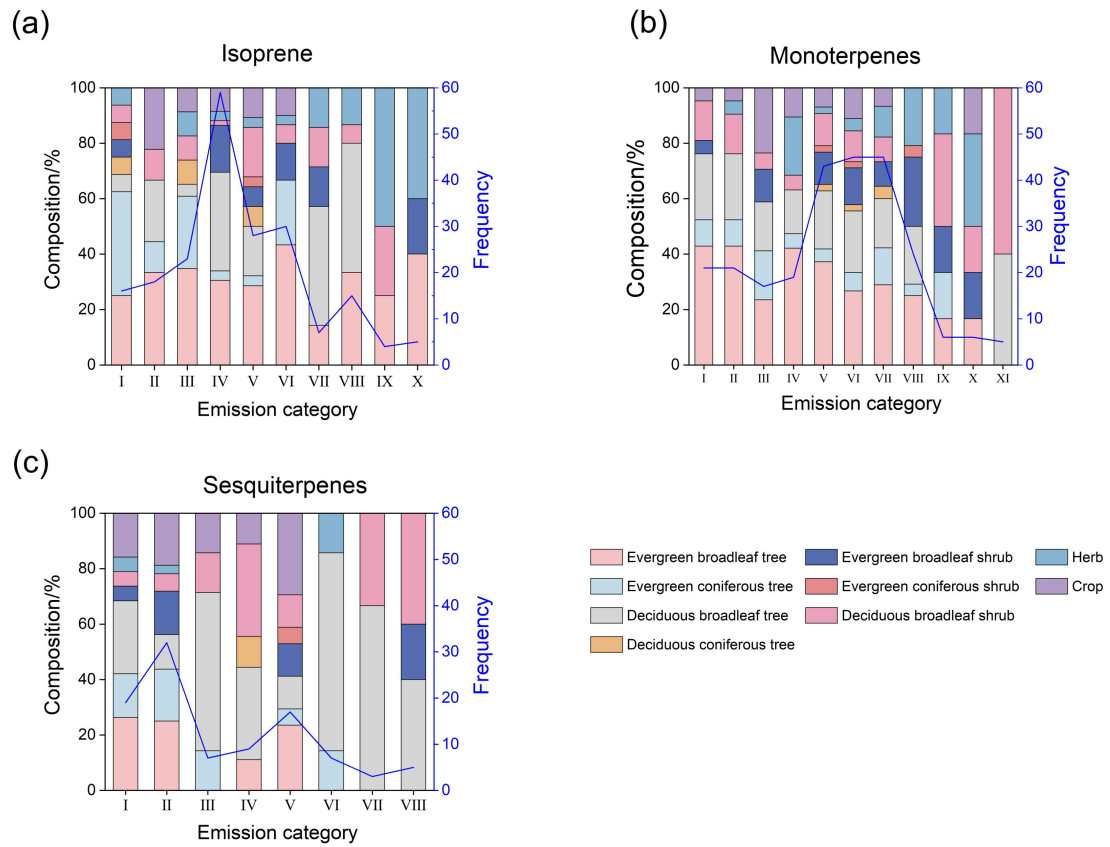 (a)
Isoprene
Composition/%
100
80
60
40
20
0
60
50
40
30
20
10
0
Frequency
I II III IV V VI VII VIII IX X
Emission category
(b)
Monoterpenes
Composition/%
100
80
60
40
20
0
60
50
40
30
20
10
0
Frequency
I II III IV V VI VII VIII IX X XI
Emission category
(c)
Sesquiterpenes
Composition/%
100
80
60
40
20
0
60
50
40
30
20
10
0
Frequency
I II III IV V VI VII VIII
Emission category
Evergreen broadleaf tree
Evergreen coniferous tree
Deciduous broadleaf tree
Deciduous coniferous tree
Evergreen broadleaf shrub
Evergreen coniferous shrub
Deciduous broadleaf shrub
Herb
Crop